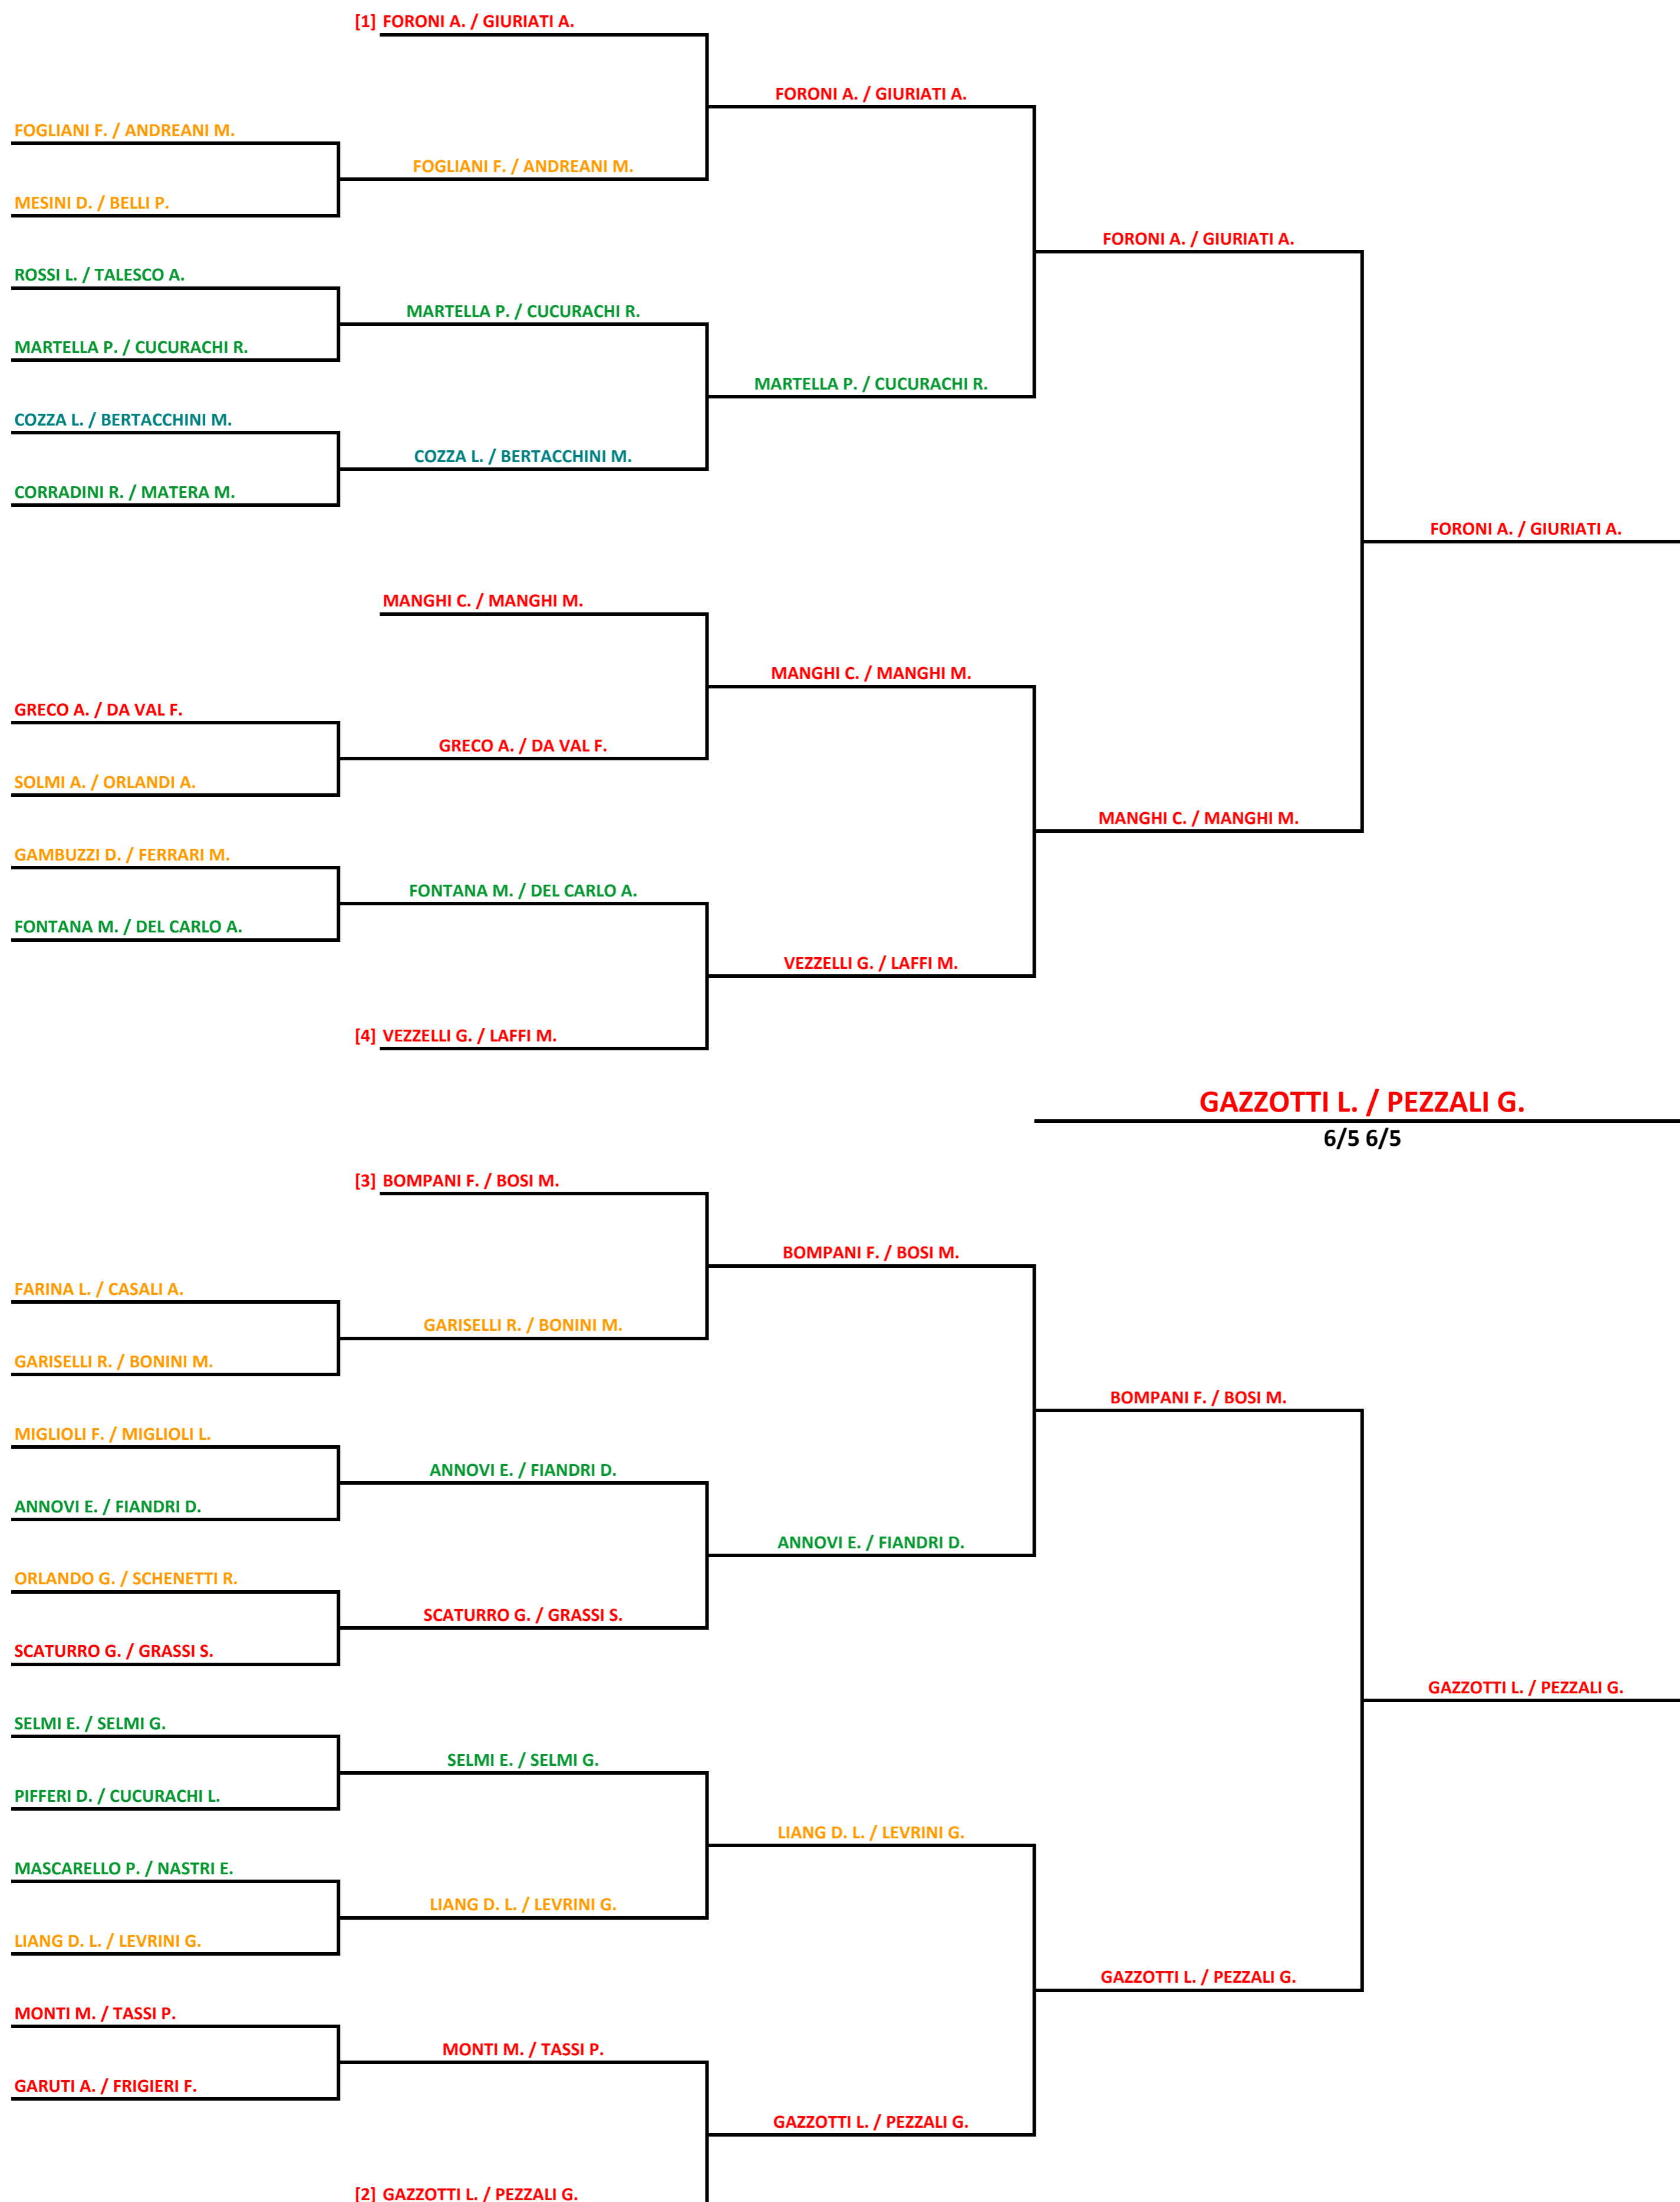 [1] FORONI A. / GIURIATI A.
FORONI A. / GIURIATI A.
FOGLIANI F. / ANDREANI M.
FOGLIANI F. / ANDREANI M.
MESINI D. / BELLI P.
FORONI A. / GIURIATI A.
ROSSI L. / TALESCO A.
MARTELLA P. / CUCURACHI R.
MARTELLA P. / CUCURACHI R.
MARTELLA P. / CUCURACHI R.
COZZA L. / BERTACCHINI M.
COZZA L. / BERTACCHINI M.
CORRADINI R. / MATERA M.
FORONI A. / GIURIATI A.
MANGHI C. / MANGHI M.
MANGHI C. / MANGHI M.
GRECO A. / DA VAL F.
GRECO A. / DA VAL F.
SOLMI A. / ORLANDI A.
MANGHI C. / MANGHI M.
GAMBUZZI D. / FERRARI M.
FONTANA M. / DEL CARLO A.
FONTANA M. / DEL CARLO A.
VEZZELLI G. / LAFFI M.
[4] VEZZELLI G. / LAFFI M.
GAZZOTTI L. / PEZZALI G.
6/5 6/5
[3] BOMPANI F. / BOSI M.
BOMPANI F. / BOSI M.
FARINA L. / CASALI A.
GARISELLI R. / BONINI M.
GARISELLI R. / BONINI M.
BOMPANI F. / BOSI M.
MIGLIOLI F. / MIGLIOLI L.
ANNOVI E. / FIANDRI D.
ANNOVI E. / FIANDRI D.
ANNOVI E. / FIANDRI D.
ORLANDO G. / SCHENETTI R.
SCATURRO G. / GRASSI S.
SCATURRO G. / GRASSI S.
GAZZOTTI L. / PEZZALI G.
SELMI E. / SELMI G.
SELMI E. / SELMI G.
PIFFERI D. / CUCURACHI L.
LIANG D. L. / LEVRINI G.
MASCARELLO P. / NASTRI E.
LIANG D. L. / LEVRINI G.
LIANG D. L. / LEVRINI G.
GAZZOTTI L. / PEZZALI G.
MONTI M. / TASSI P.
MONTI M. / TASSI P.
GARUTI A. / FRIGIERI F.
GAZZOTTI L. / PEZZALI G.
[2] GAZZOTTI L. / PEZZALI G.